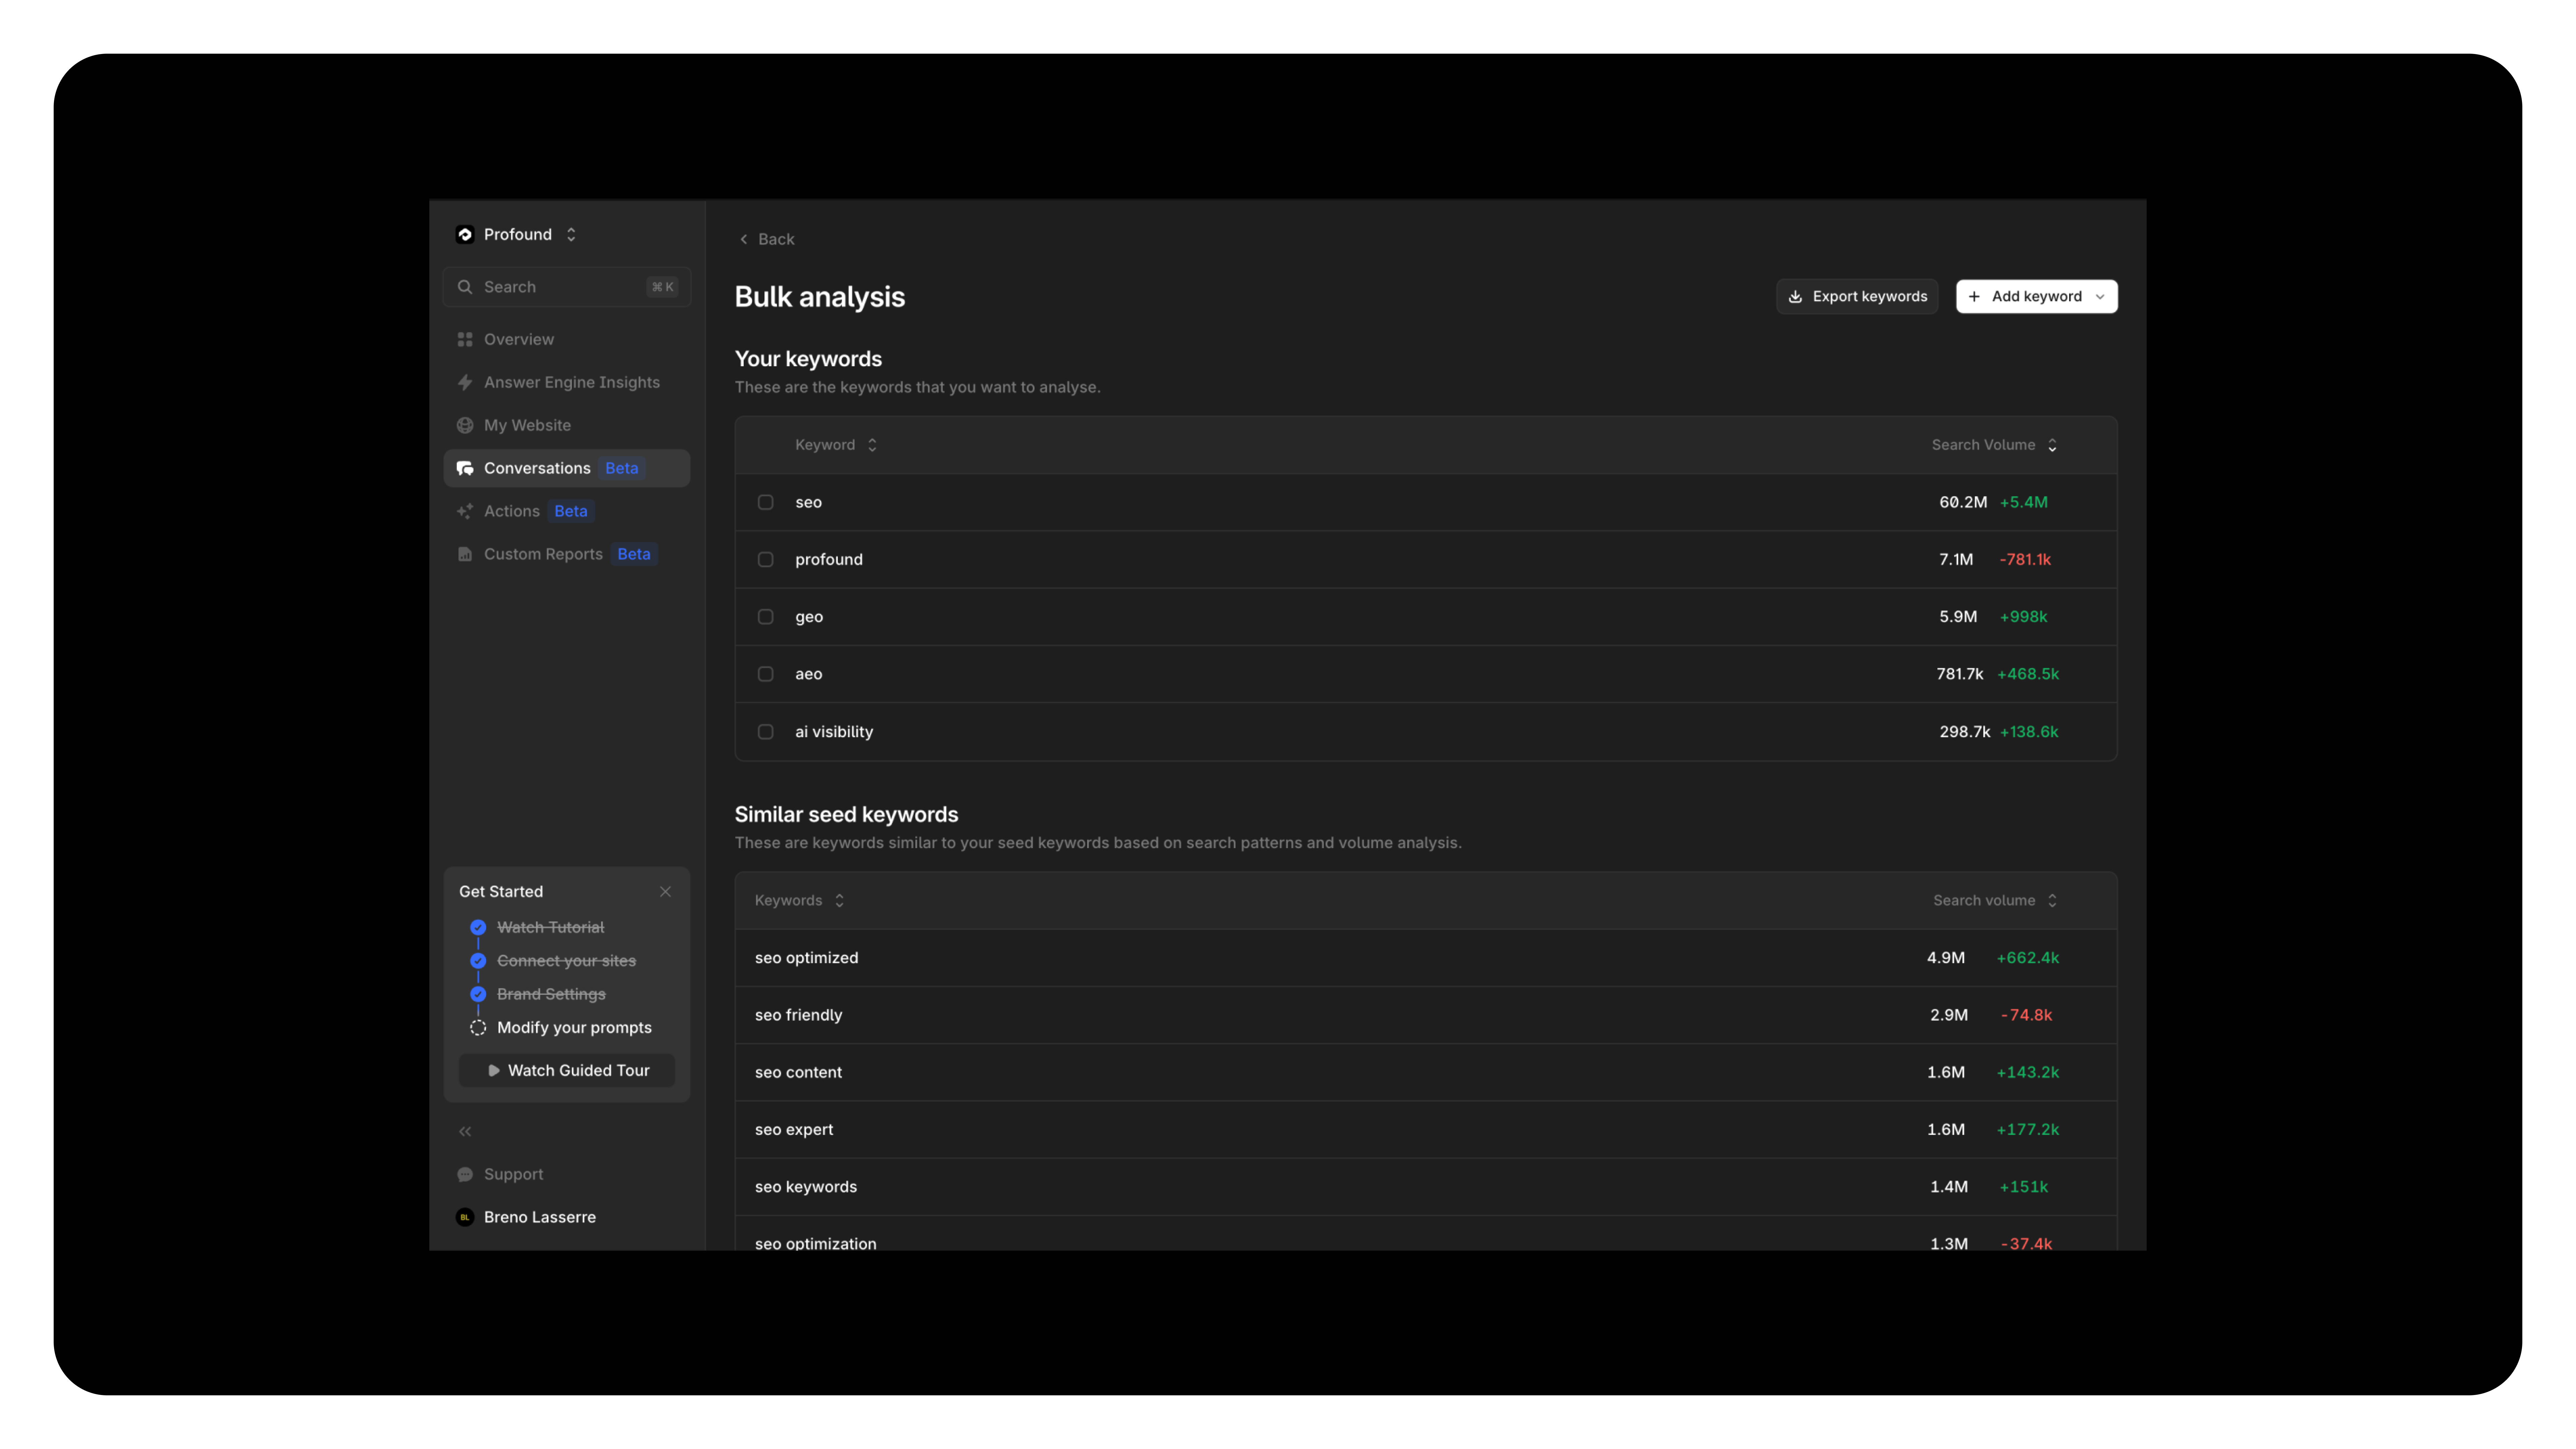 Profound
Search ⌘ K
Overview
Answer Engine Insights
My Website
Conversations Beta
Actions Beta
Custom Reports Beta
Get Started
Watch Tutorial
Connect your sites
Brand Settings
Modify your prompts
Watch Guided Tour
Support
BL Breno Lasserre
Back
Bulk analysis
Export keywords
Add keyword
Your keywords
These are the keywords that you want to analyse.
Keyword Search Volume
seo 60.2M +5.4M
profound 7.1M -781.1k
geo 5.9M +998k
aeo 781.7k +468.5k
ai visibility 298.7k +138.6k
Similar seed keywords
These are keywords similar to your seed keywords based on search patterns and volume analysis.
Keywords Search volume
seo optimized 4.9M +662.4k
seo friendly 2.9M -74.8k
seo content 1.6M +143.2k
seo expert 1.6M +177.2k
seo keywords 1.4M +151k
seo optimization 1.3M -37.4k